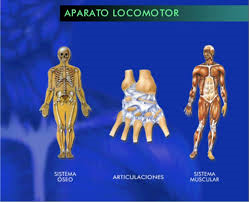 APARATO LOCOMOTOR
SISTEMA
ÓSEO
ARTICULACIONES
SISTEMA
MUSCULAR